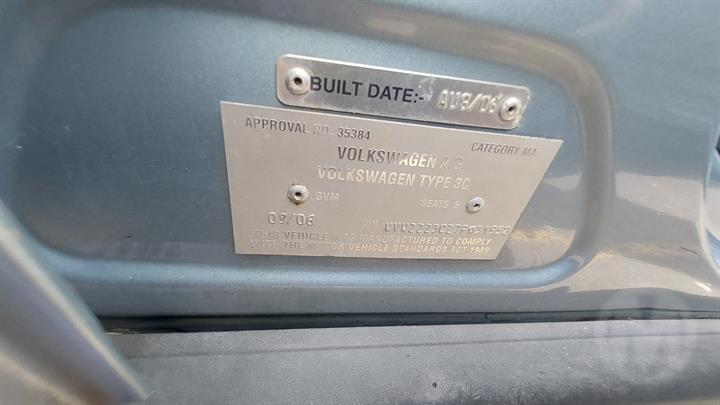 BUILT DATE:- AUG/06
APPROVAL NO. 35384 CATEGORY MA
VOLKSWAGEN A G
VOLKSWAGEN TYPE 3C
GVM SEATS 5
09/06 VIN
THIS VEHICLE WAS MANUFACTURED TO COMPLY
WITH THE MOTOR VEHICLE STANDARDS ACT 1989